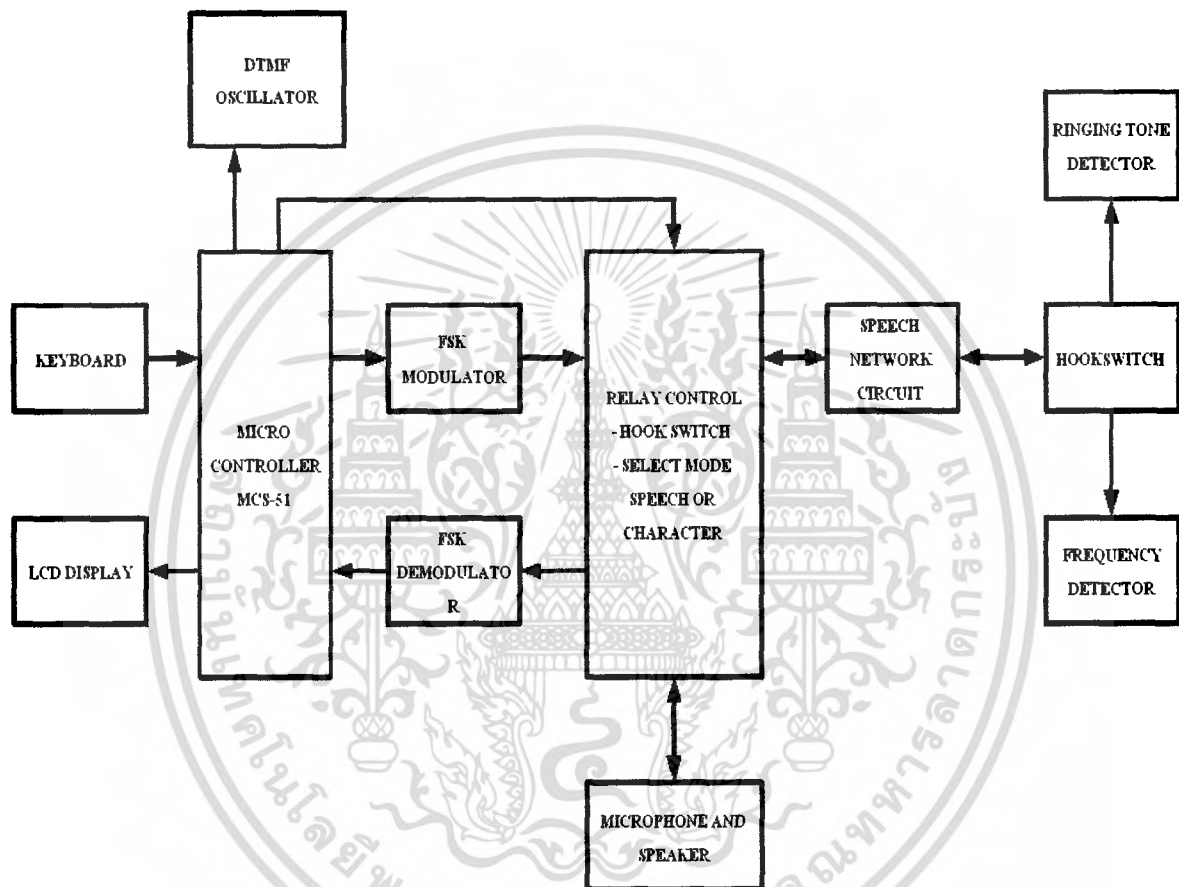 DTMF
OSCILLATOR
RINGING TONE
DETECTOR
KEYBOARD
MICRO
CONTROLLER
MCS-51
FSK
MODULATOR
RELAY CONTROL
- HOOK SWITCH
- SELECT MODE
SPEECH OR
CHARACTER
SPEECH
NETWORK
CIRCUIT
HOOKSWITCH
LCD DISPLAY
FSK
DEMODULATO
R
FREQUENCY
DETECTOR
MICROPHONE AND
SPEAKER